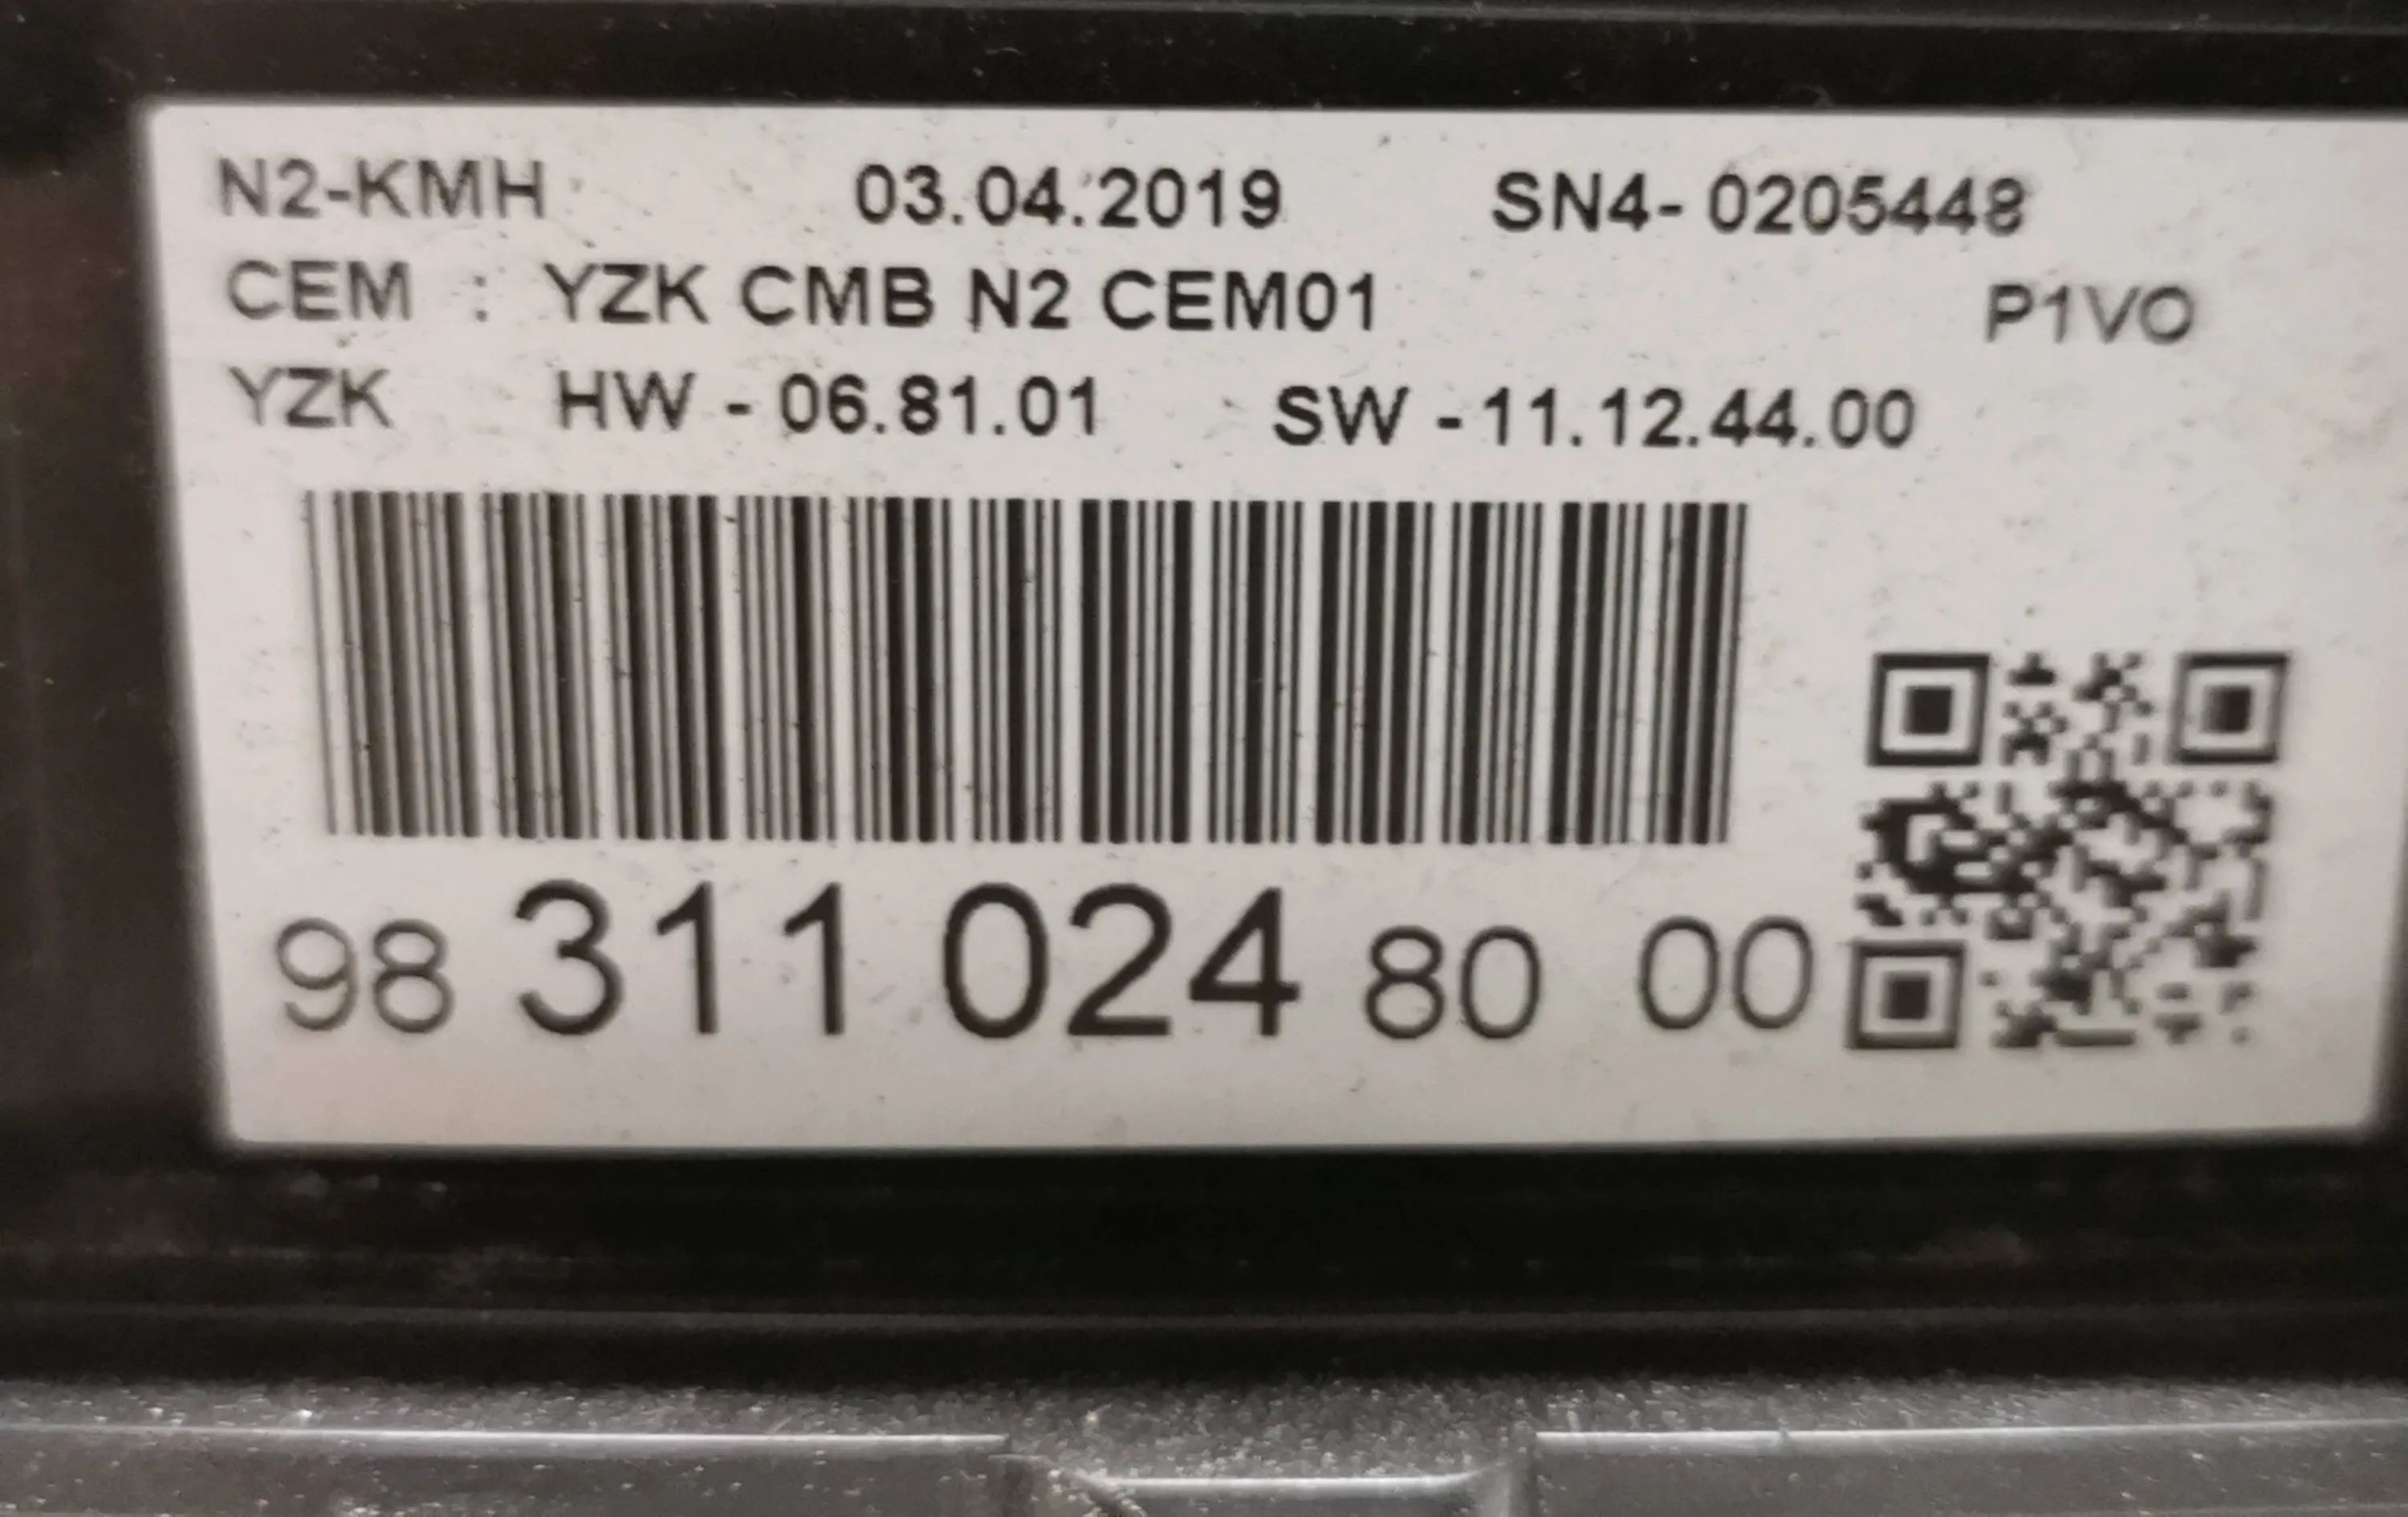 N2-KMH 03.04.2019 SN4-0205448
CEM : YZK CMB N2 CEM01 P1VO
YZK HW - 06.81.01 SW -11.12.44.00
98 311 024 80 00